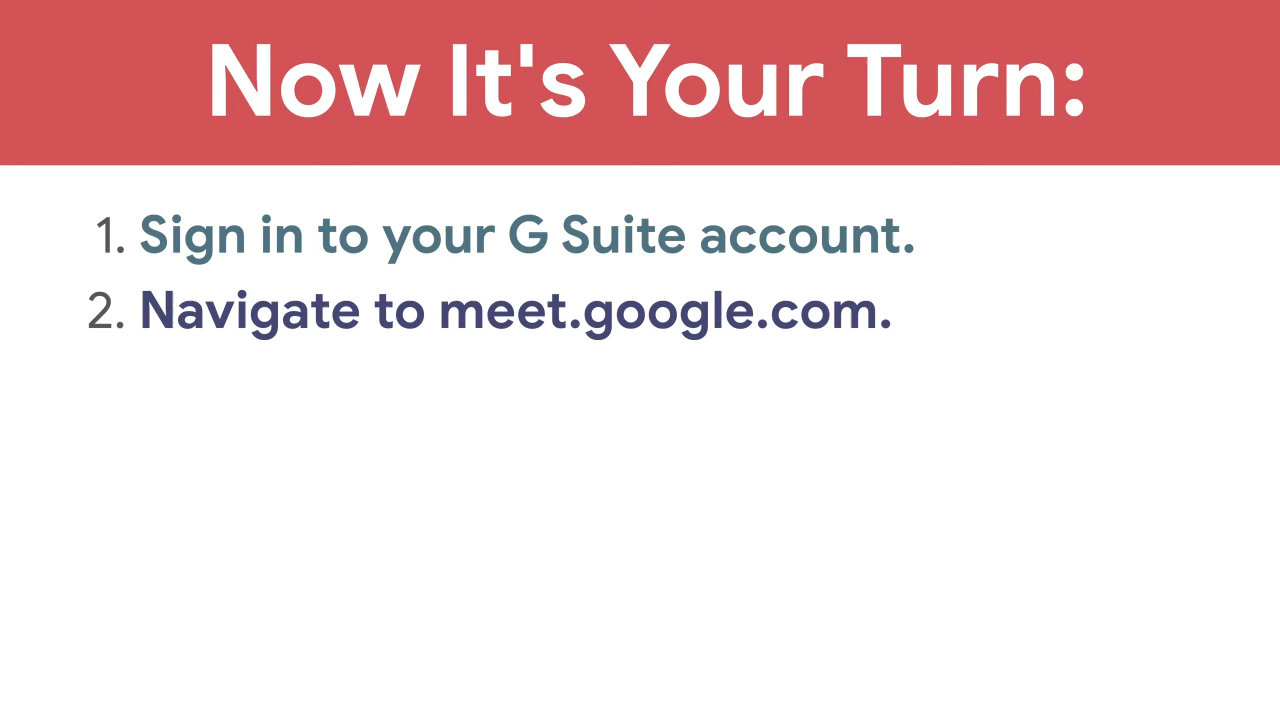 Now It's Your Turn:
1. Sign in to your G Suite account.
2. Navigate to meet.google.com.